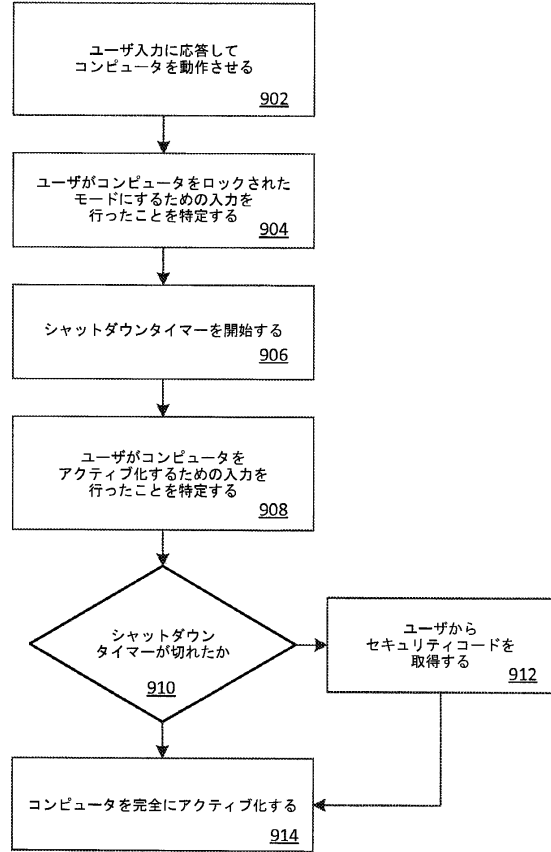 ユーザ入力に応答して
コンピュータを動作させる
902
ユーザがコンピュータをロックされた
モードにするための入力を
行ったことを特定する
904
シャットダウンタイマーを開始する
906
ユーザがコンピュータを
アクティブ化するための入力を
行ったことを特定する
908
シャットダウン
タイマーが切れたか
910
ユーザから
セキュリティコードを
取得する
912
コンピュータを完全にアクティブ化する
914